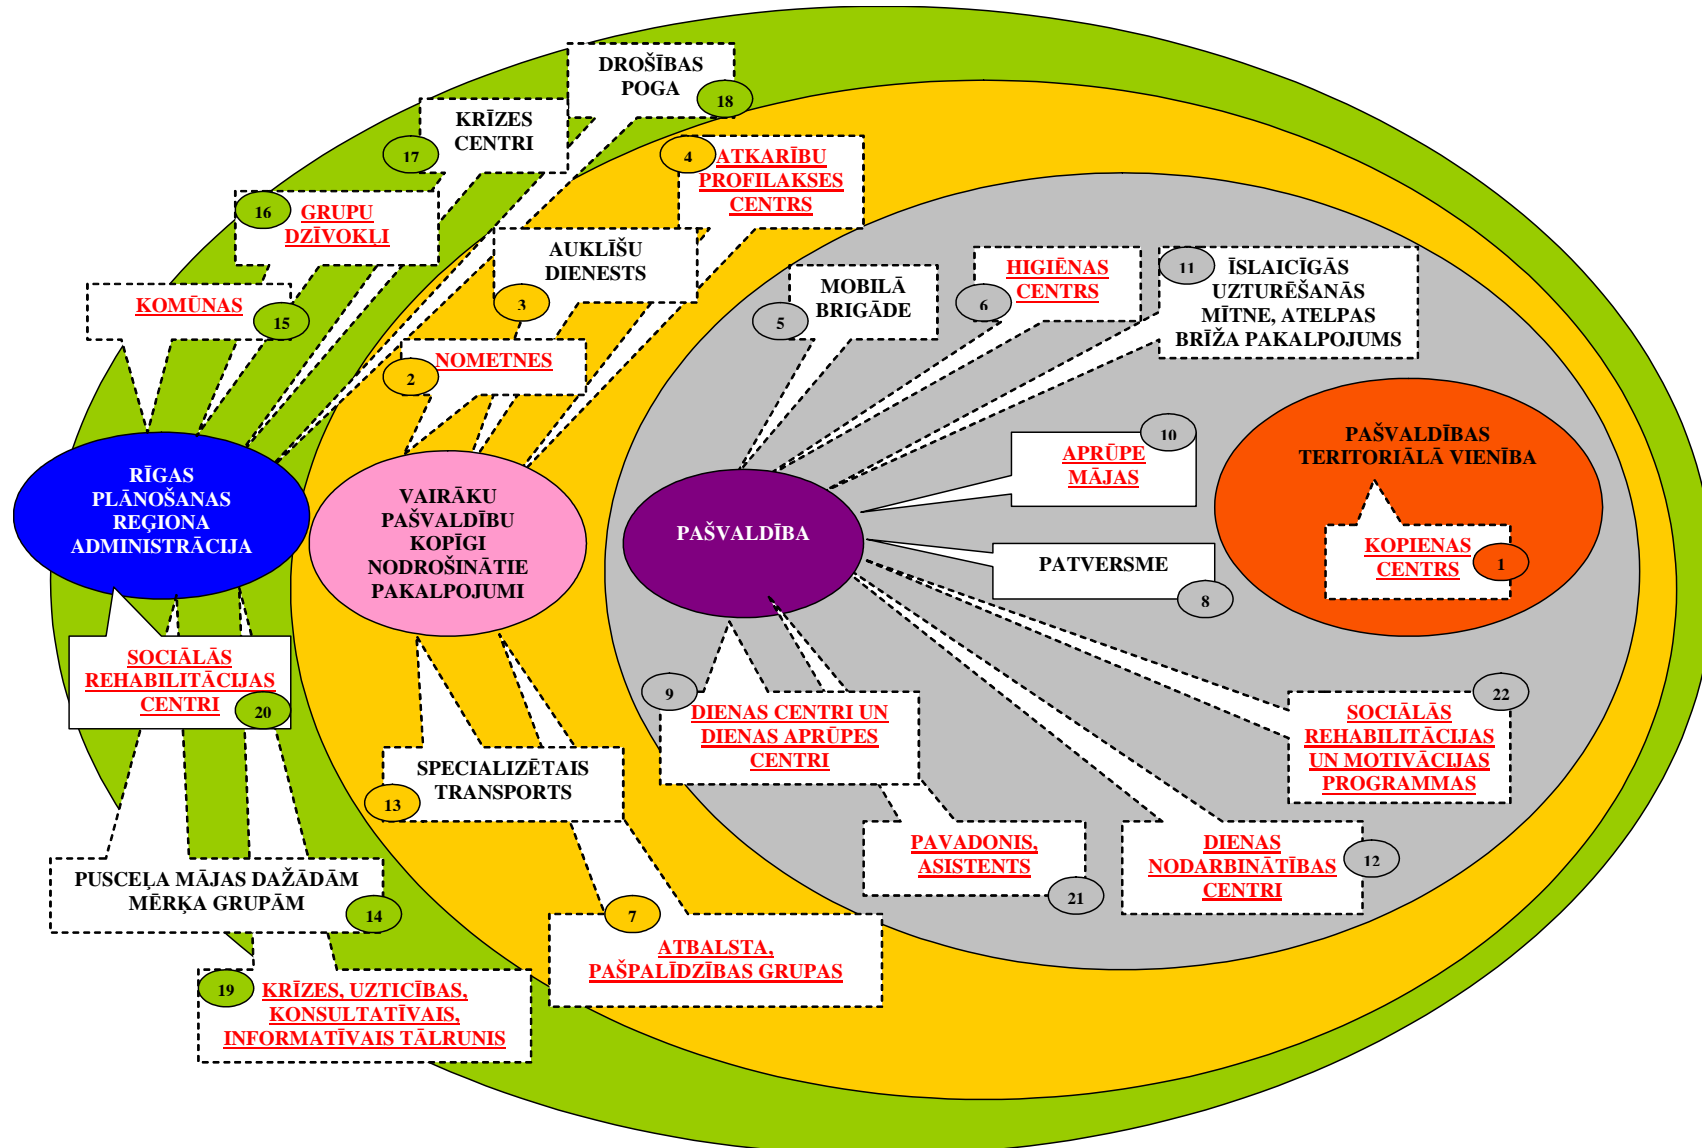 DROŠĪBAS
POGA
18
KRĪZES
CENTRI
17
4
ATKARĪBU
PROFILAKSES
CENTRS
16
GRUPU
DZĪVOKĻI
AUKLĪŠU
DIENESTS
3
KOMŪNAS
15
NOMETNES
2
MOBILĀ
BRIGĀDE
5
HIGIĒNAS
CENTRS
6
11
ĪSLAICĪGĀS
UZTURĒŠANĀS
MĪTNE, ATELPAS
BRĪŽA PAKALPOJUMS
10
APRŪPE
MĀJAS
PAŠVALDĪBAS
TERITORIĀLĀ VIENĪBA
KOPIENAS
CENTRS
1
RĪGAS
PLĀNOŠANAS
REĢIONA
ADMINISTRĀCIJA
VAIRĀKU
PAŠVALDĪBU
KOPĪGI
NODROŠINĀTIE
PAKALPOJUMI
PAŠVALDĪBA
PATVERSME
8
SOCIĀLĀS
REHABILITĀCIJAS
CENTRI
20
9
DIENAS CENTRI UN
DIENAS APRŪPES
CENTRI
22
SOCIĀLĀS
REHABILITĀCIJAS
UN MOTIVĀCIJAS
PROGRAMMAS
SPECIALIZĒTAIS
TRANSPORTS
13
PAVADONIS,
ASISTENTS
21
DIENAS
NODARBINĀTĪBAS
CENTRI
12
PUSCEĻA MĀJAS DAŽĀDĀM
MĒRĶA GRUPĀM
14
7
ATBALSTA,
PAŠPALĪDZĪBAS GRUPAS
19
KRĪZES, UZTICĪBAS,
KONSULTATĪVAIS,
INFORMATĪVAIS TĀLRUNIS